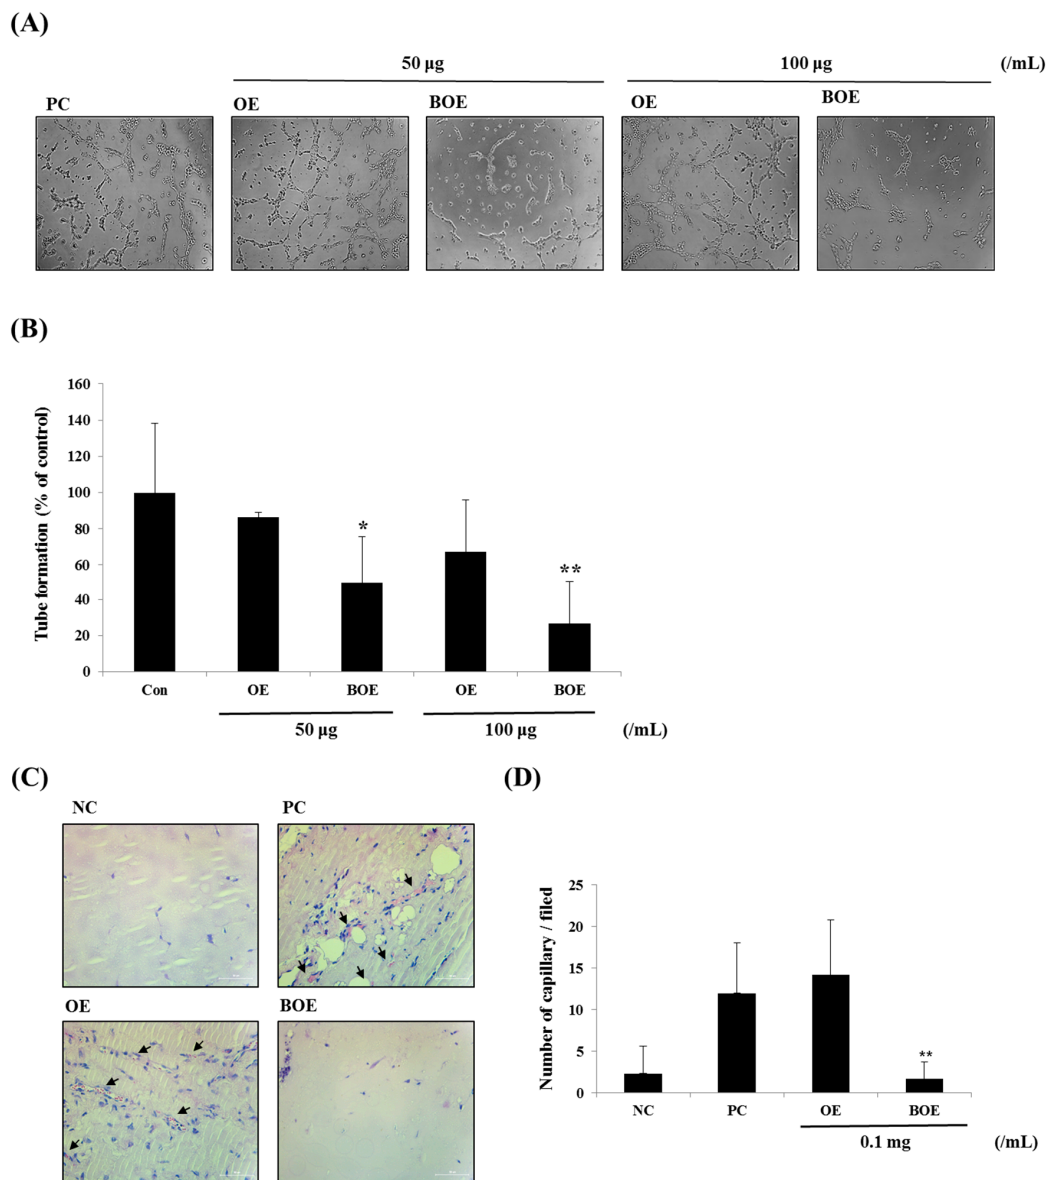 (A)
50 µg 100 µg (/mL)
PC OE BOE OE BOE
(B)
Tube formation (% of control)
160
140
120
100
80
60
40
20
0
*
**
Con OE BOE OE BOE
50 µg 100 µg (/mL)
(C)
NC PC
OE BOE
(D)
Number of capillary / filed
25
20
15
10
5
0
**
NC PC OE BOE
0.1 mg (/mL)